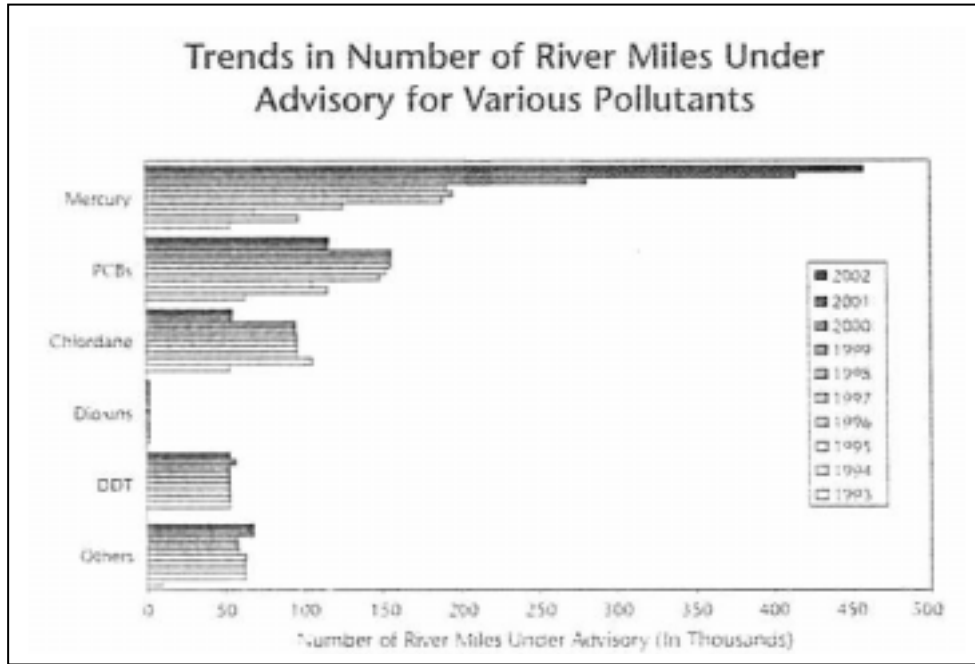 Trends in Number of River Miles Under
Advisory for Various Pollutants
Mercury
PCBs
Chlordane
Dioxins
DDT
Others
2002
2001
2000
1999
1998
1997
1996
1995
1994
1993
0 50 100 150 200 250 300 350 400 450 500
Number of River Miles Under Advisory (In Thousands)